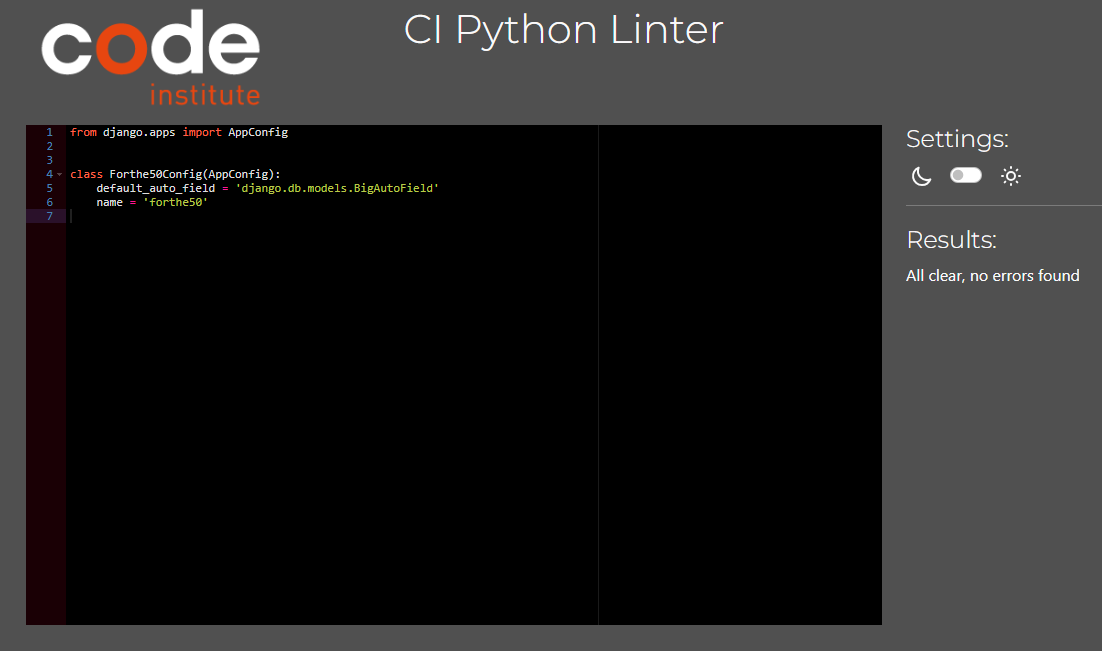 code
institute
CI Python Linter
1 from django.apps import AppConfig
2
3
4 class Forthe50Config(AppConfig):
5     default_auto_field = 'django.db.models.BigAutoField'
6     name = 'forthe50'
7
Settings:
Results:
All clear, no errors found